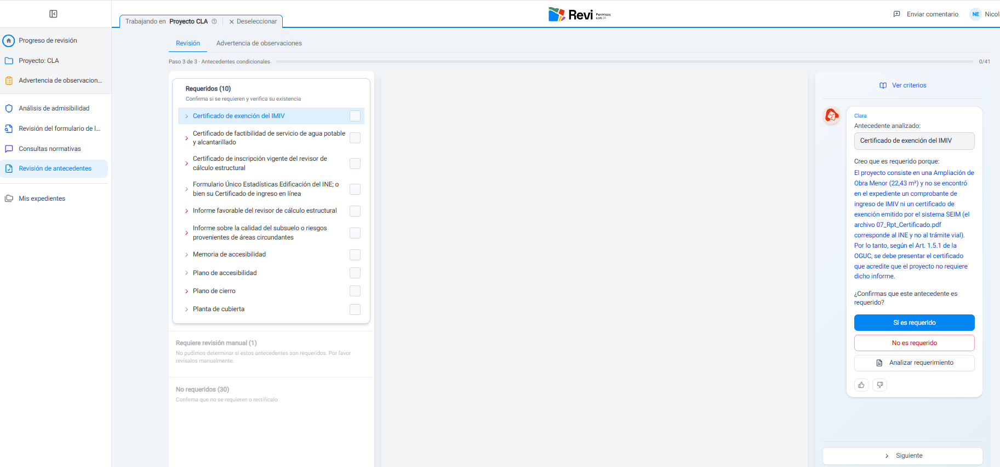 Trabajando en Proyecto CLA
Deseleccionar
Revi Permisos con IA
Enviar comentario
NE
Progreso de revisión
Proyecto: CLA
Advertencia de observacion...
Análisis de admisibilidad
Revisión del formulario de l...
Consultas normativas
Revisión de antecedentes
Mis expedientes
Revisión
Advertencia de observaciones
Paso 3 de 3 · Antecedentes condicionales
0/41
Requeridos (10)
Confirma si se requieren y verifica su existencia
Certificado de exención del IMIV
Certificado de factibilidad de servicio de agua potable
y alcantarillado
Certificado de inscripción vigente del revisor de
cálculo estructural
Formulario Único Estadísticas Edificación del INE; o
bien su Certificado de ingreso en línea
Informe favorable del revisor de cálculo estructural
Informe sobre la calidad del subsuelo o riesgos
provenientes de áreas circundantes
Memoria de accesibilidad
Plano de accesibilidad
Plano de cierro
Planta de cubierta
Requiere revisión manual (1)
No pudimos determinar si estos antecedentes son requeridos. Por favor
revísalos manualmente.
No requeridos (30)
Confirma que no se requieren o rectifícalo
Ver criterios
Clara
Antecedente analizado:
Certificado de exención del IMIV
Creo que es requerido porque:
El proyecto consiste en una Ampliación de
Obra Menor (22,43 m²) y no se encontró
en el expediente un comprobante de
ingreso de IMIV ni un certificado de
exención emitido por el sistema SEIM (el
archivo 07_Rpt_Certificado.pdf
corresponde al INE y no al trámite vial).
Por lo tanto, según el Art. 1.5.1 de la
OGUC, se debe presentar el certificado
que acredite que el proyecto no requiere
dicho informe.
¿Confirmas que este antecedente es
requerido?
Sí es requerido
No es requerido
Analizar requerimiento
Siguiente